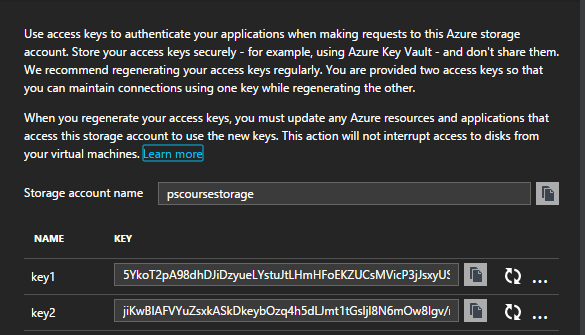 Use access keys to authenticate your applications when making requests to this Azure storage
account. Store your access keys securely - for example, using Azure Key Vault - and don't share them.
We recommend regenerating your access keys regularly. You are provided two access keys so that
you can maintain connections using one key while regenerating the other.
When you regenerate your access keys, you must update any Azure resources and applications that
access this storage account to use the new keys. This action will not interrupt access to disks from
your virtual machines. Learn more
Storage account name pscoursestorage
NAME KEY
key1
key2